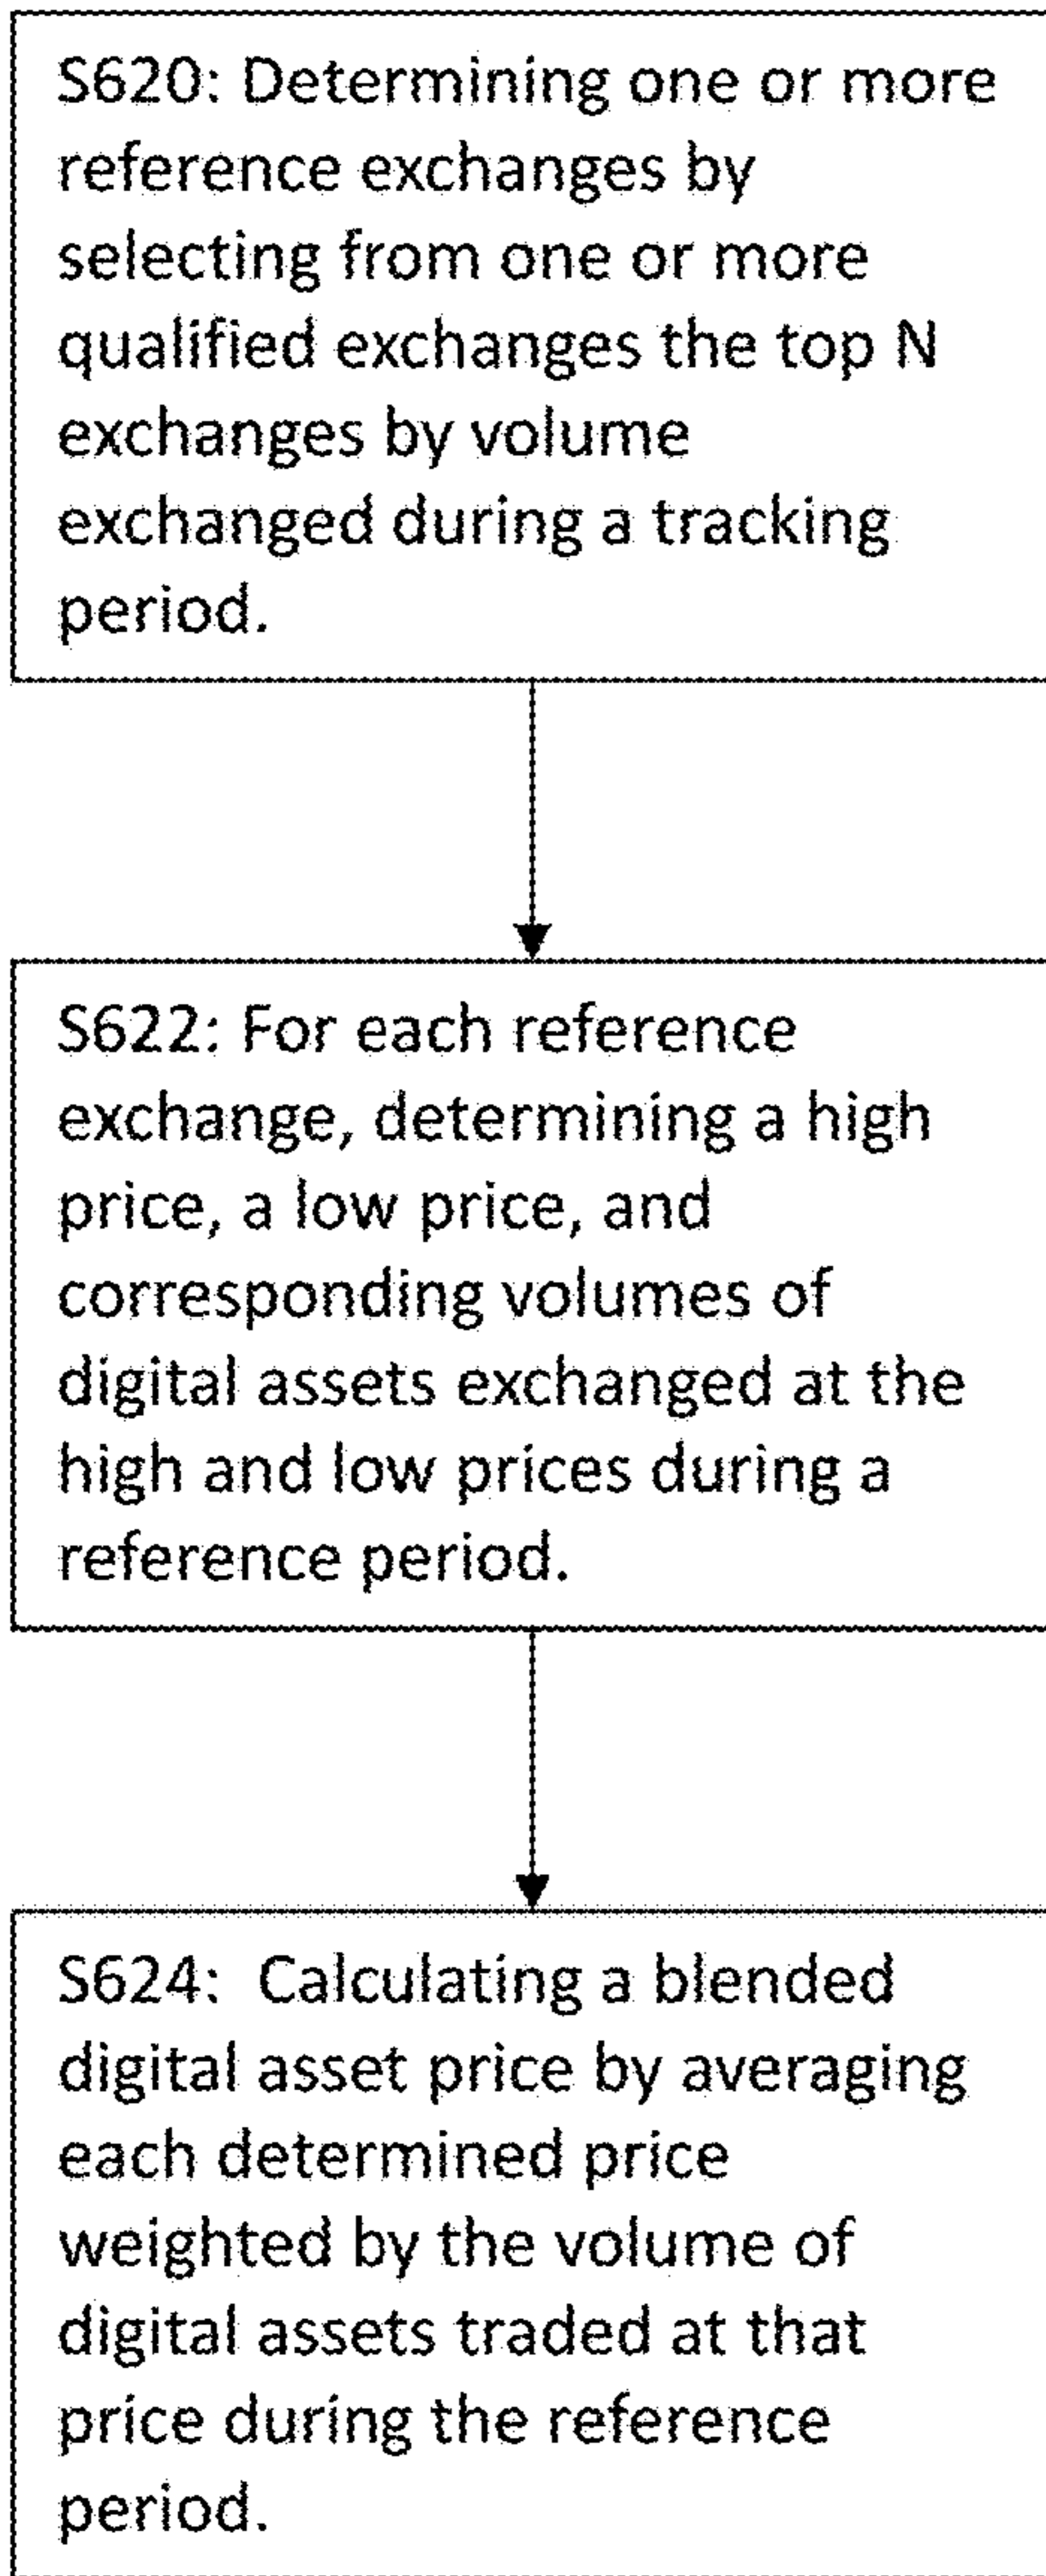 S620: Determining one or more
reference exchanges by
selecting from one or more
qualified exchanges the top N
exchanges by volume
exchanged during a tracking
period.
S622: For each reference
exchange, determining a high
price, a low price, and
corresponding volumes of
digital assets exchanged at the
high and low prices during a
reference period.
S624:  Calculating a blended
digital asset price by averaging
each determined price
weighted by the volume of
digital assets traded at that
price during the reference
period.